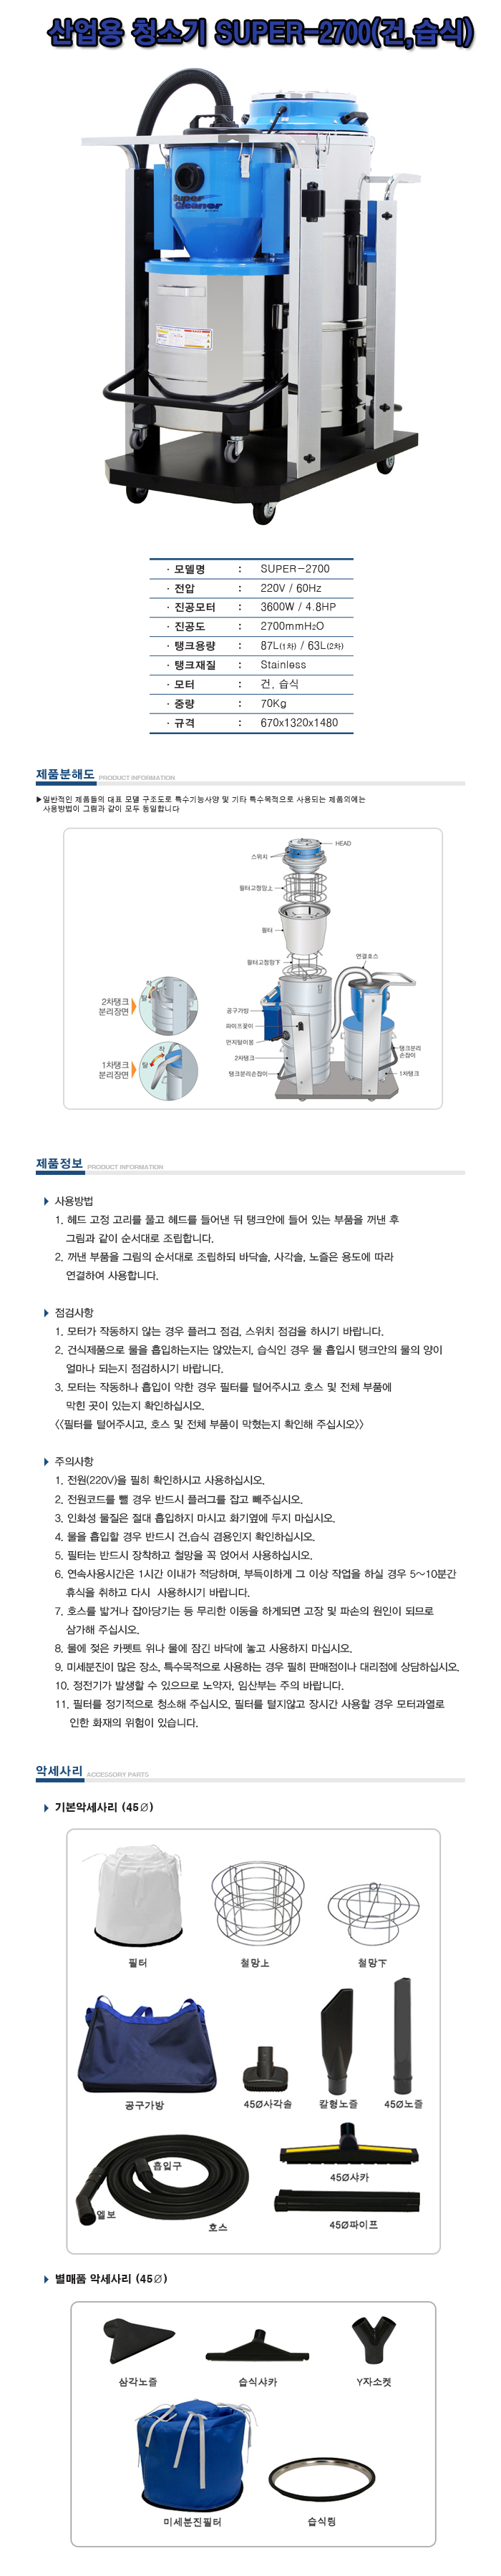 산업용 청소기 SUPER-2700(건,습식)
Super
Cleaner
· 모델명 : SUPER-2700
· 전압 : 220V / 60Hz
· 진공모터 : 3600W / 4.8HP
· 진공도 : 2700mmH₂O
· 탱크용량 : 87L(1차) / 63L(2차)
· 탱크재질 : Stainless
· 모터 : 건, 습식
· 중량 : 70Kg
· 규격 : 670x1320x1480
제품분해도 PRODUCT INFORMATION
▶일반적인 제품들의 대표 모델 구조도로 특수기능사양 및 기타 특수목적으로 사용되는 제품외에는
사용방법이 그림과 같이 모두 동일합니다
HEAD
스위치
필터고정망上
필터
필터고정망下
연결호스
착
탈
2차탱크
분리장면
공구가방
파이프꽂이
먼지털이봉
2차탱크
탱크분리손잡이
탱크분리
손잡이
1차탱크
착
탈
1차탱크
분리장면
제품정보 PRODUCT INFORMATION
사용방법
1. 헤드 고정 고리를 풀고 헤드를 들어낸 뒤 탱크안에 들어 있는 부품을 꺼낸 후
그림과 같이 순서대로 조립합니다.
2. 꺼낸 부품을 그림의 순서대로 조립하되 바닥솔, 사각솔, 노즐은 용도에 따라
연결하여 사용합니다.
점검사항
1. 모터가 작동하지 않는 경우 플러그 점검, 스위치 점검을 하시기 바랍니다.
2. 건식제품으로 물을 흡입하는지는 않았는지, 습식인 경우 물 흡입시 탱크안의 물의 양이
얼마나 되는지 점검하시기 바랍니다.
3. 모터는 작동하나 흡입이 약한 경우 필터를 털어주시고 호스 및 전체 부품에
막힌 곳이 있는지 확인하십시오.
<<필터를 털어주시고, 호스 및 전체 부품이 막혔는지 확인해 주십시오>>
주의사항
1. 전원(220V)을 필히 확인하시고 사용하십시오.
2. 전원코드를 뺄 경우 반드시 플러그를 잡고 빼주십시오.
3. 인화성 물질은 절대 흡입하지 마시고 화기옆에 두지 마십시오.
4. 물을 흡입할 경우 반드시 건,습식 겸용인지 확인하십시오.
5. 필터는 반드시 장착하고 철망을 꼭 얹어서 사용하십시오.
6. 연속사용시간은 1시간 이내가 적당하며, 부득이하게 그 이상 작업을 하실 경우 5~10분간
휴식을 취하고 다시 사용하시기 바랍니다.
7. 호스를 밟거나 잡아당기는 등 무리한 이동을 하게되면 고장 및 파손의 원인이 되므로
삼가해 주십시오.
8. 물에 젖은 카펫트 위나 물에 잠긴 바닥에 놓고 사용하지 마십시오.
9. 미세분진이 많은 장소, 특수목적으로 사용하는 경우 필히 판매점이나 대리점에 상담하십시오.
10. 정전기가 발생할 수 있으므로 노약자, 임산부는 주의 바랍니다.
11. 필터를 정기적으로 청소해 주십시오, 필터를 털지않고 장시간 사용할 경우 모터과열로
인한 화재의 위험이 있습니다.
악세사리 ACCESSORY PARTS
기본악세사리 (45Ø)
필터
철망上
철망下
공구가방
45Ø사각솔
칼형노즐
45Ø노즐
흡입구
엘보
호스
45Ø샤카
45Ø파이프
별매품 악세사리 (45Ø)
삼각노즐
습식샤카
Y자소켓
미세분진필터
습식링